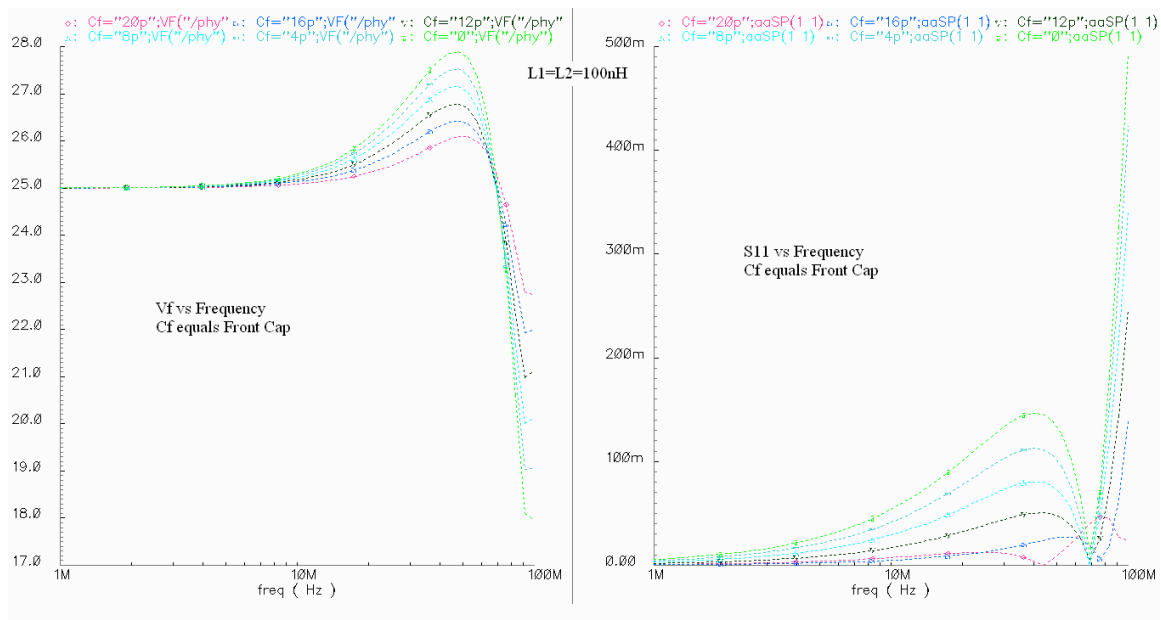 ◇: Cf="20p";VF("/phy" ▫: Cf="16p";VF("/phy" ▿: Cf="12p";VF("/phy"
Cf="8p";VF("/phy") Cf="4p";VF("/phy") Cf="0";VF("/phy")
28.0
27.0
26.0
25.0
24.0
23.0
22.0
21.0
20.0
19.0
18.0
17.0
1M 10M 100M
freq ( Hz )
Vf vs Frequency
Cf equals Front Cap
L1=L2=100nH
◇: Cf="20p";aaSP(1 1) Cf="16p";aaSP(1 1) Cf="12p";aaSP(1 1)
Cf="8p";aaSP(1 1) Cf="4p";aaSP(1 1) Cf="0";aaSP(1 1)
500m
400m
300m
200m
100m
0.00
1M 10M 100M
freq ( Hz )
S11 vs Frequency
Cf equals Front Cap